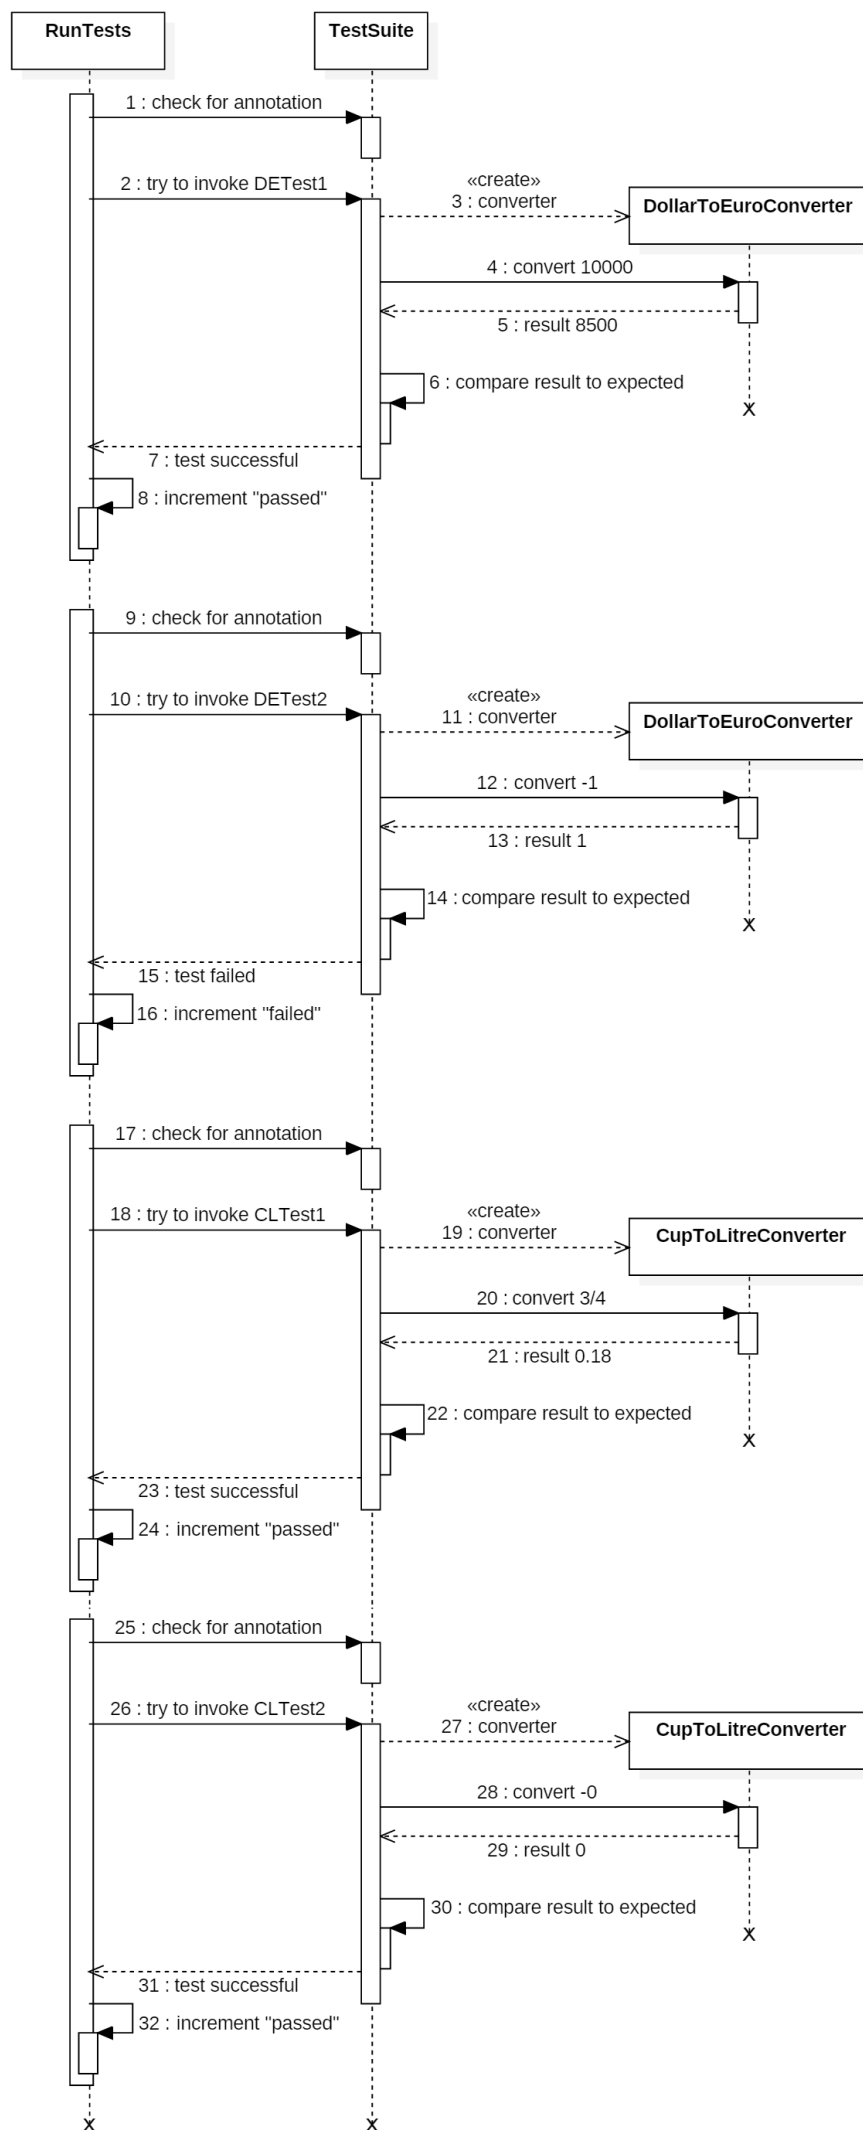 RunTests
TestSuite
1 : check for annotation
2 : try to invoke DETest1
«create»
3 : converter
DollarToEuroConverter
4 : convert 10000
5 : result 8500
6 : compare result to expected
7 : test successful
8 : increment "passed"
9 : check for annotation
10 : try to invoke DETest2
«create»
11 : converter
DollarToEuroConverter
12 : convert -1
13 : result 1
14 : compare result to expected
15 : test failed
16 : increment "failed"
17 : check for annotation
18 : try to invoke CLTest1
«create»
19 : converter
CupToLitreConverter
20 : convert 3/4
21 : result 0.18
22 : compare result to expected
23 : test successful
24 : increment "passed"
25 : check for annotation
26 : try to invoke CLTest2
«create»
27 : converter
CupToLitreConverter
28 : convert -0
29 : result 0
30 : compare result to expected
31 : test successful
32 : increment "passed"